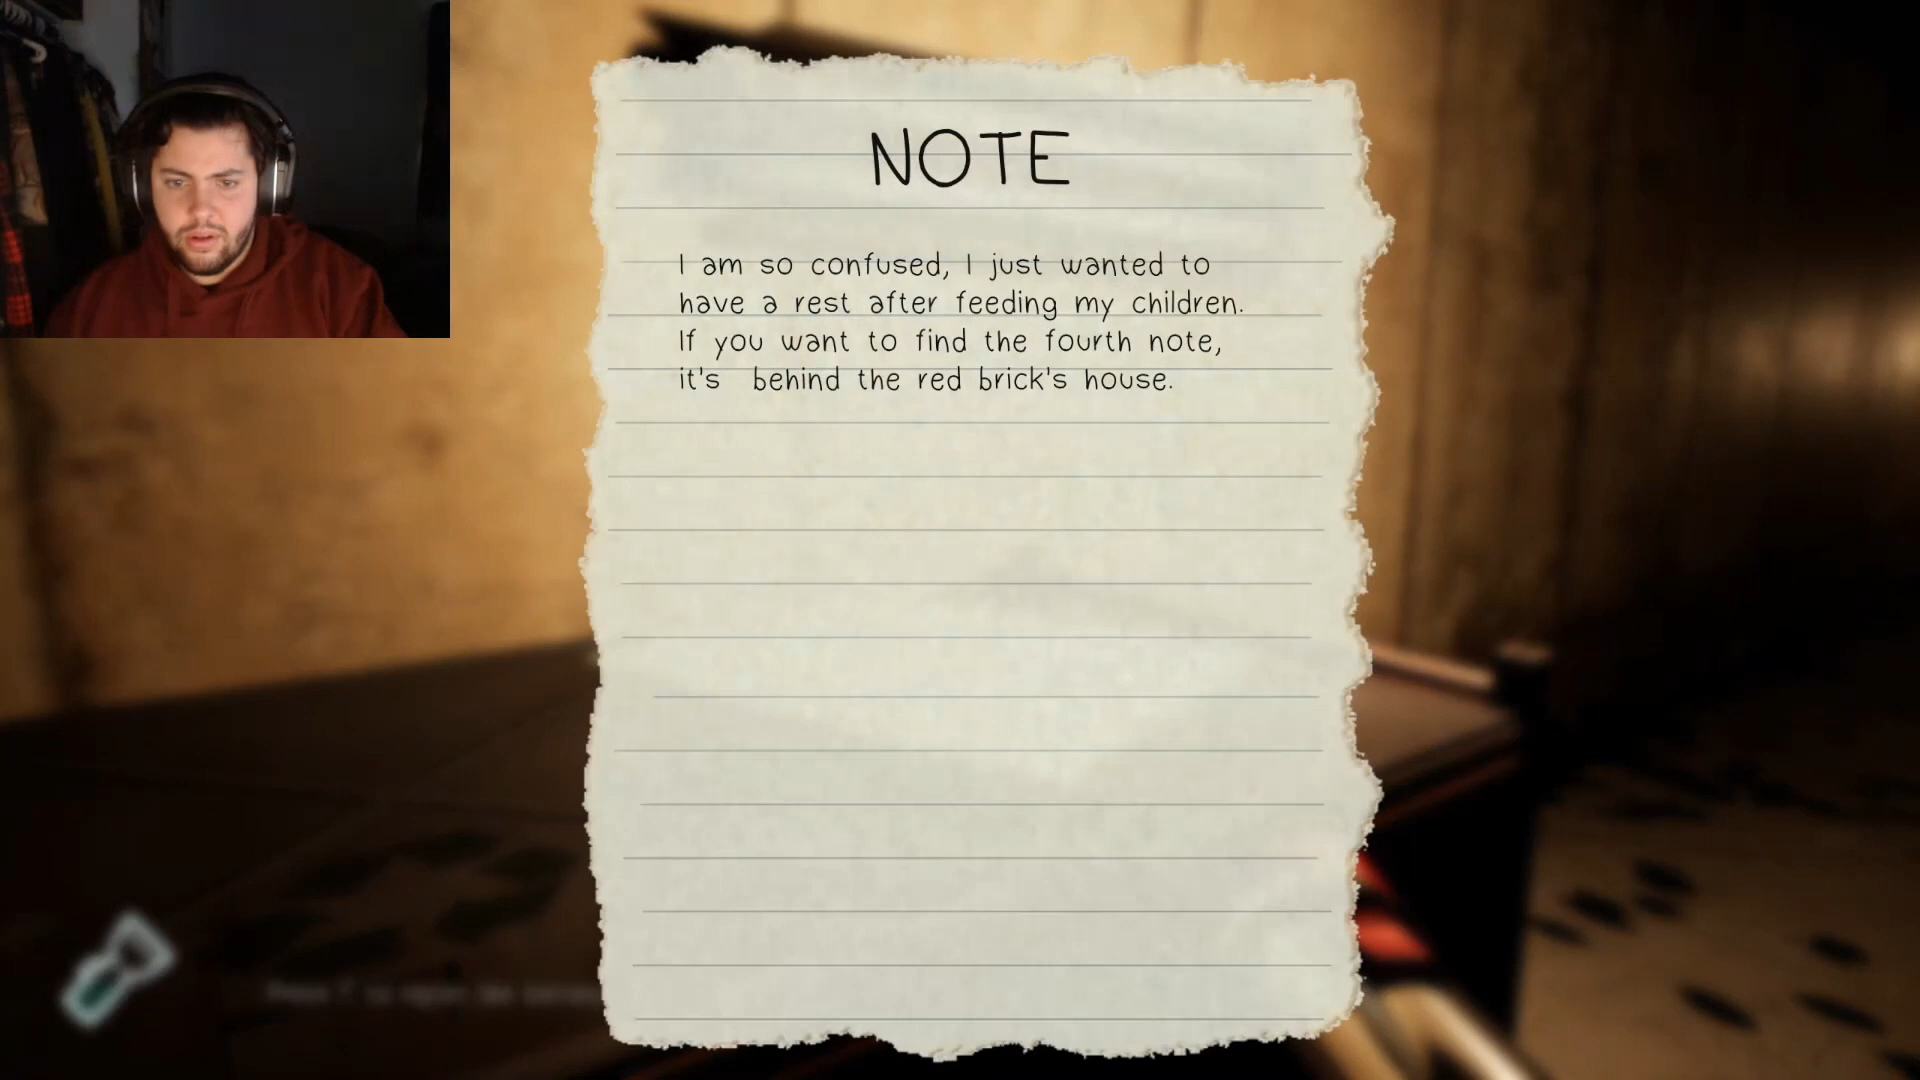 NOTE
I am so confused, I just wanted to
have a rest after feeding my children.
If you want to find the fourth note,
it's behind the red brick's house.